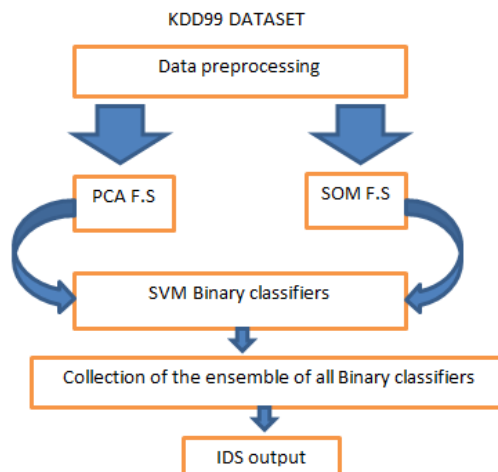 KDD99 DATASET
Data preprocessing
PCA F.S
SOM F.S
SVM Binary classifiers
Collection of the ensemble of all Binary classifiers
IDS output